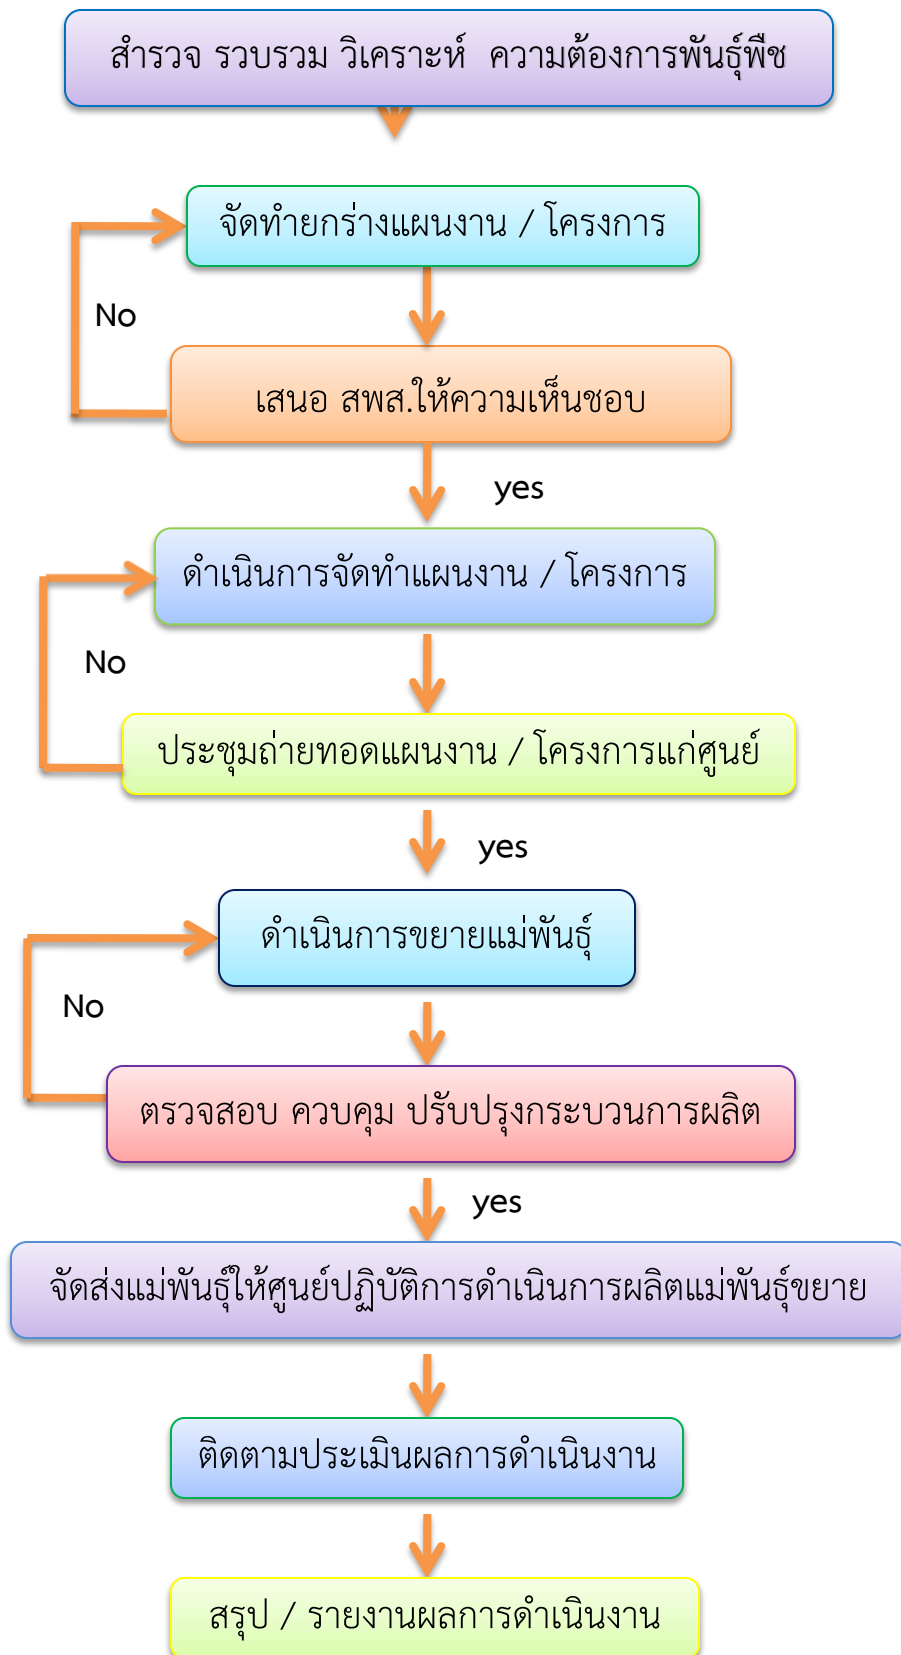 สำรวจ รวบรวม วิเคราะห์ ความต้องการพันธุ์พืช
จัดทำยกร่างแผนงาน / โครงการ
No
เสนอ สพส.ให้ความเห็นชอบ
yes
ดำเนินการจัดทำแผนงาน / โครงการ
No
ประชุมถ่ายทอดแผนงาน / โครงการแก่ศูนย์
yes
ดำเนินการขยายแม่พันธุ์
No
ตรวจสอบ ควบคุม ปรับปรุงกระบวนการผลิต
yes
จัดส่งแม่พันธุ์ให้ศูนย์ปฏิบัติการดำเนินการผลิตแม่พันธุ์ขยาย
ติดตามประเมินผลการดำเนินงาน
สรุป / รายงานผลการดำเนินงาน